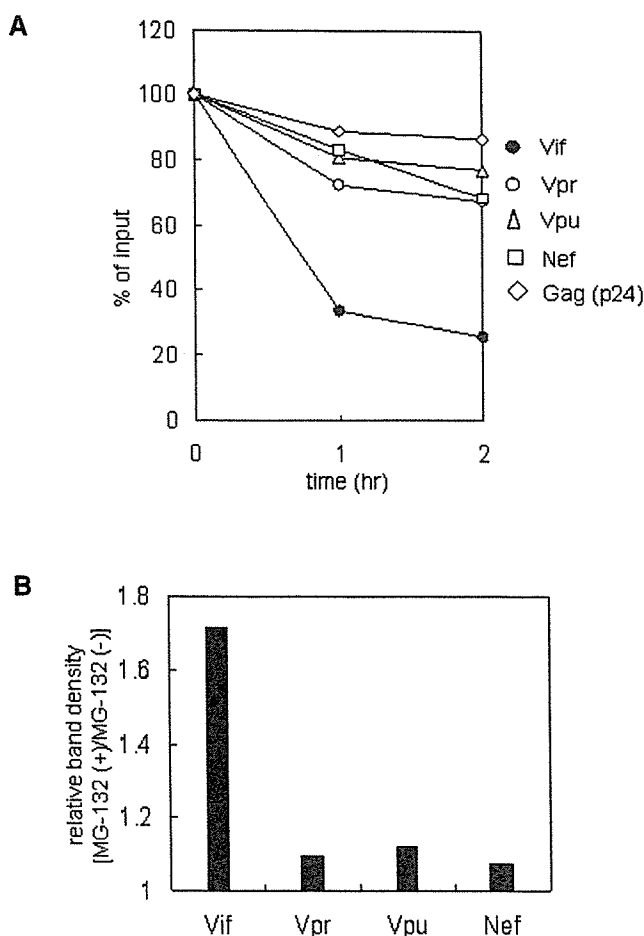 A
120
100
80
60
40
20
0
% of input
0 1 2
time (hr)
Vif
Vpr
Vpu
Nef
Gag (p24)
B
1.8
1.6
1.4
1.2
1
relative band density
[MG-132 (+)/MG-132 (-)]
Vif Vpr Vpu Nef